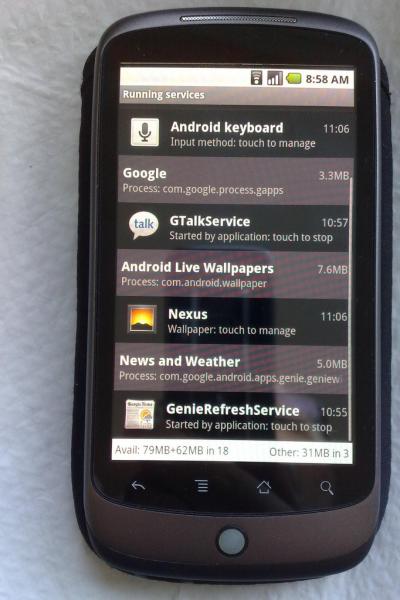 8:58 AM
Running services
Android keyboard 11:06
Input method: touch to manage
Google 3.3MB
Process: com.google.process.gapps
talk
GTalkService 10:57
Started by application: touch to stop
Android Live Wallpapers 7.6MB
Process: com.android.wallpaper
Nexus 11:06
Wallpaper: touch to manage
News and Weather 5.0MB
Process: com.google.android.apps.genie.geniew
GenieRefreshService 10:55
Started by application: touch to stop
Avail: 79MB+62MB in 18 Other: 31MB in 3